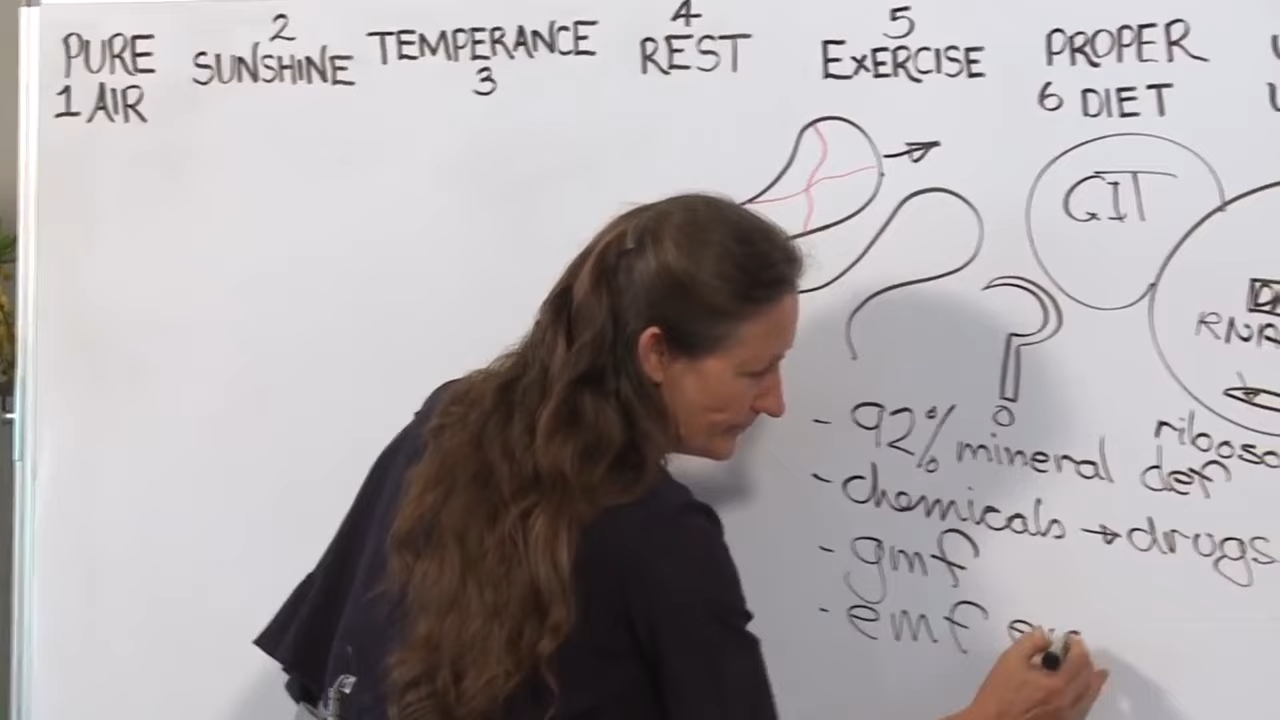 PURE
1 AIR
2
SUNSHINE
TEMPERANCE
3
4
REST
5
EXERCISE
PROPER
6 DIET
GIT
RNA
- 92% mineral def
- chemicals → drugs
- gmf
- emf